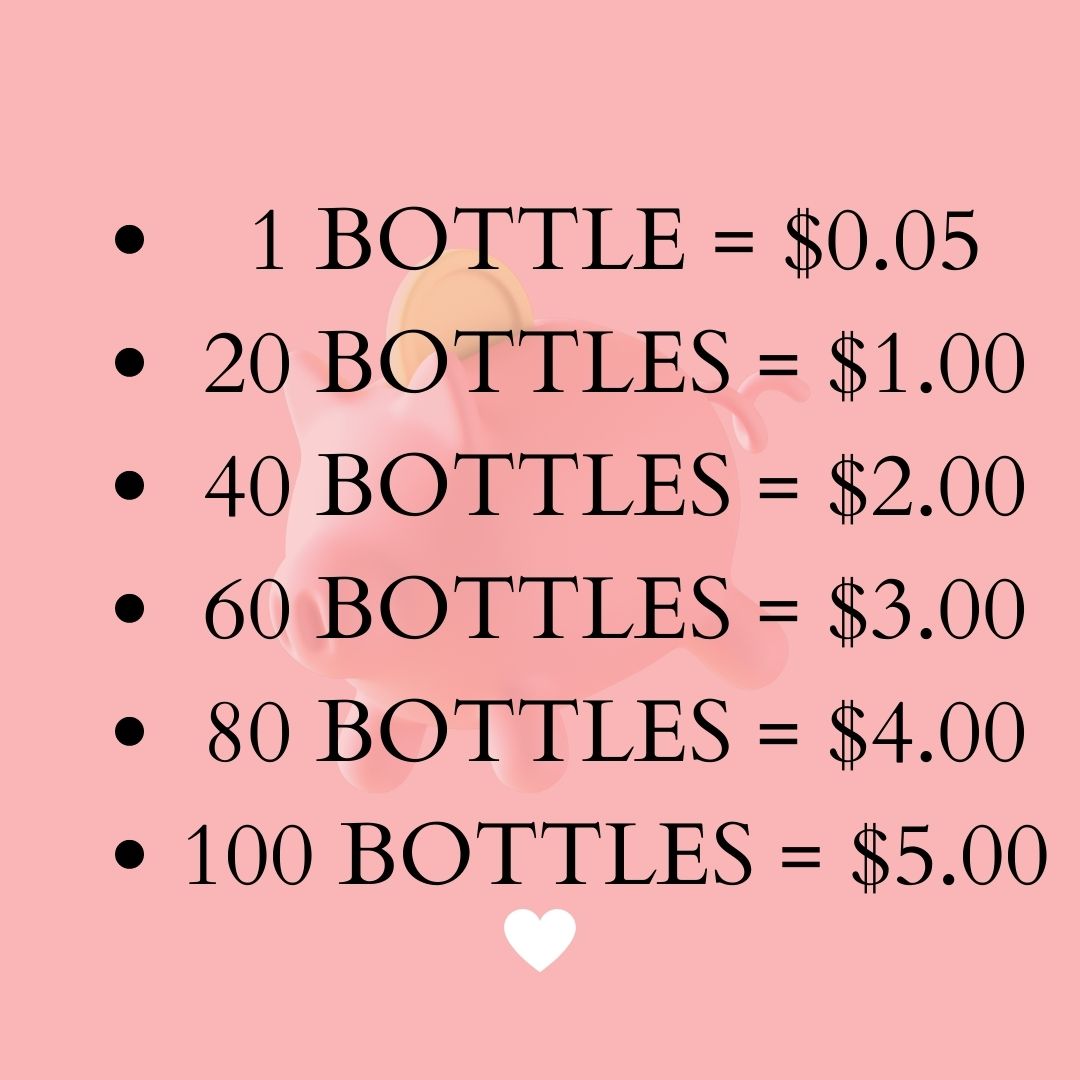 • 1 BOTTLE = $0.05
• 20 BOTTLES = $1.00
• 40 BOTTLES = $2.00
• 60 BOTTLES = $3.00
• 80 BOTTLES = $4.00
• 100 BOTTLES = $5.00